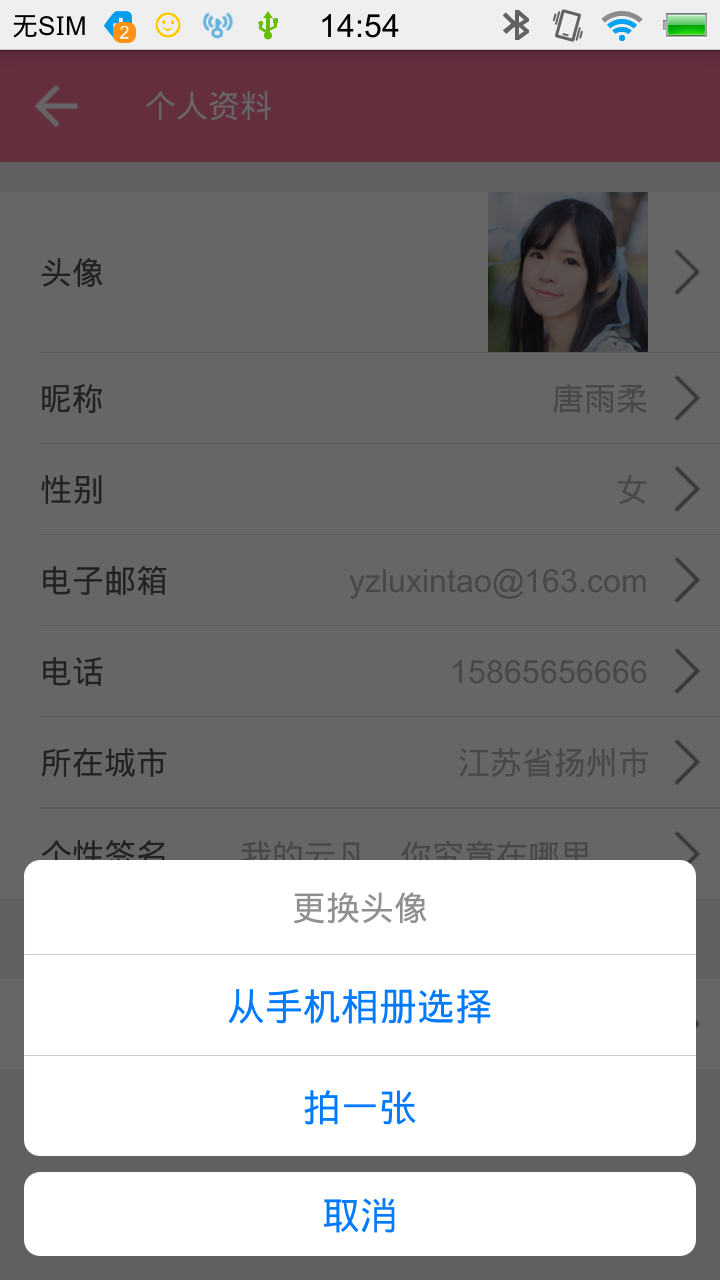 无SIM 2 14:54
个人资料
头像
昵称 唐雨柔
性别 女
电子邮箱 yzluxintao@163.com
电话 15865656666
所在城市 江苏省扬州市
个性签名 我的云凡，你究竟在哪里
更换头像
从手机相册选择
拍一张
取消